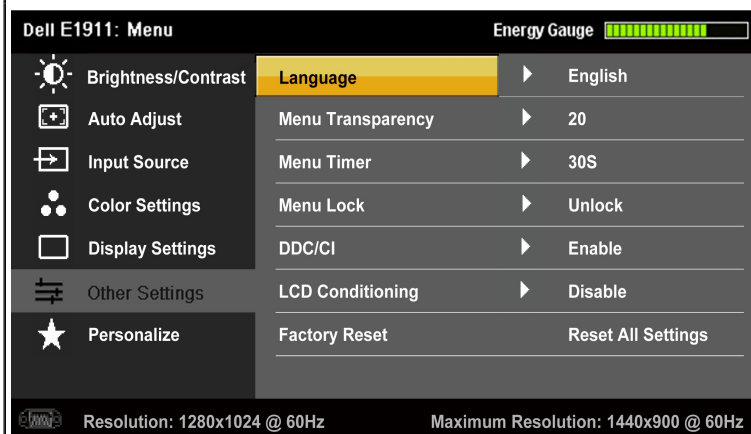 Dell E1911: Menu Energy Gauge
Brightness/Contrast Language English
Auto Adjust Menu Transparency 20
Input Source Menu Timer 30S
Color Settings Menu Lock Unlock
Display Settings DDC/CI Enable
Other Settings LCD Conditioning Disable
Personalize Factory Reset Reset All Settings
Resolution: 1280x1024 @ 60Hz Maximum Resolution: 1440x900 @ 60Hz